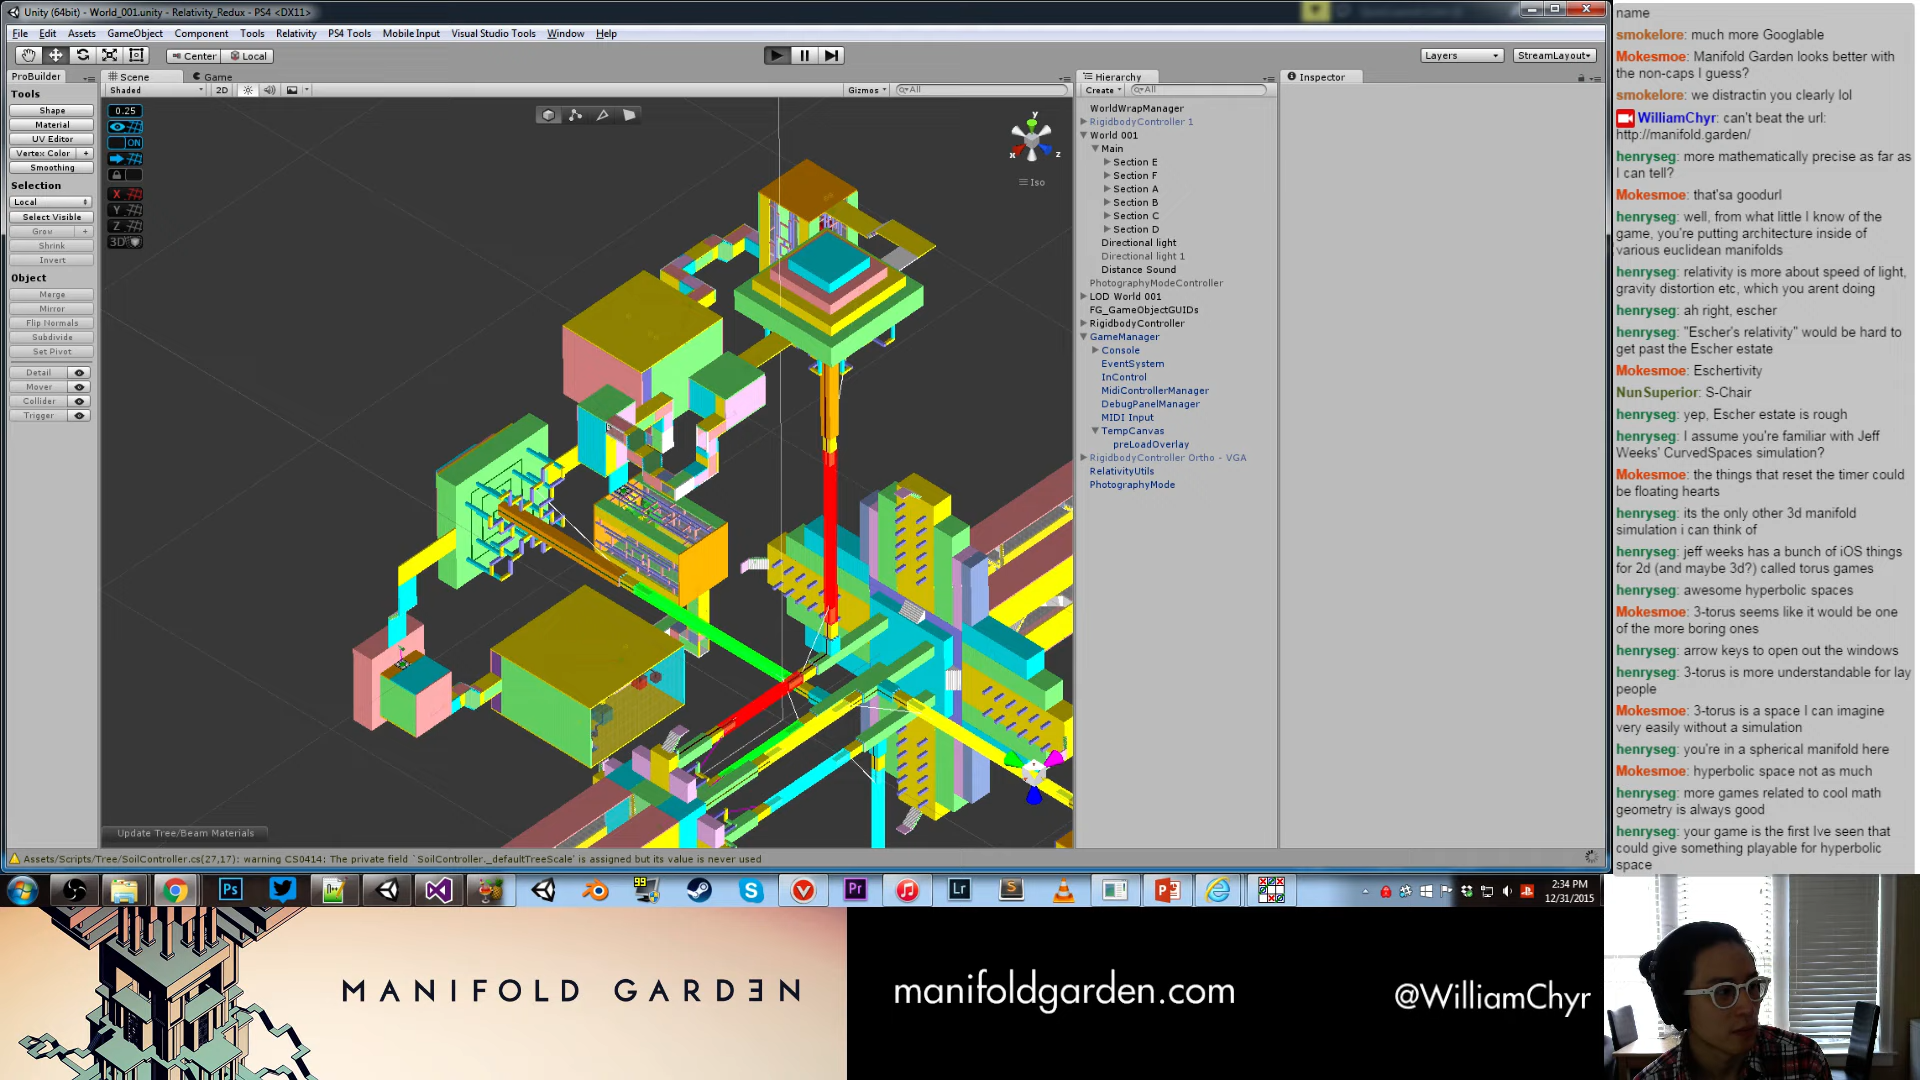 Unity (64bit) - World_001.unity - Relativity_Redux - PS4 <DX11>
File Edit Assets GameObject Component Tools Relativity PS4 Tools Mobile Input Visual Studio Tools Window Help
Center Local Layers StreamLayout
ProBuilder Scene Game Hierarchy Inspector
Shaded 2D Gizmos All Create All
Tools
Shape
Material
UV Editor
Vertex Color +
Smoothing
Selection
Local
Select Visible
Grow +
Shrink
Invert
Object
Merge
Mirror
Flip Normals
Subdivide
Set Pivot
Detail
Mover
Collider
Trigger
0.25
ON
X
Y
Z
3D
y
x
z
Iso
Update Tree/Beam Materials
WorldWrapManager
RigidbodyController 1
World 001
Main
Section E
Section F
Section A
Section B
Section C
Section D
Directional light
Directional light 1
Distance Sound
PhotographyModeController
LOD World 001
FG_GameObjectGUIDs
RigidbodyController
GameManager
Console
EventSystem
InControl
MidiControllerManager
DebugPanelManager
MIDI Input
TempCanvas
preLoadOverlay
RigidbodyController Ortho - VGA
RelativityUtils
PhotographyMode
Assets/Scripts/Tree/SoilController.cs(27,17): warning CS0414: The private field `SoilController._defaultTreeScale' is assigned but its value is never used
Ps 99 Pr Lr S
2:34 PM
12/31/2015
name
smokelore: much more Googlable
Mokesmoe: Manifold Garden looks better with
the non-caps I guess?
smokelore: we distractin you clearly lol
WilliamChyr: can't beat the url:
http://manifold.garden/
henryseg: more mathematically precise as far as
I can tell?
Mokesmoe: that'sa goodurl
henryseg: well, from what little I know of the
game, you're putting architecture inside of
various euclidean manifolds
henryseg: relativity is more about speed of light,
gravity distortion etc, which you arent doing
henryseg: ah right, escher
henryseg: "Escher's relativity" would be hard to
get past the Escher estate
Mokesmoe: Eschertivity
NunSuperior: S-Chair
henryseg: yep, Escher estate is rough
henryseg: I assume you're familiar with Jeff
Weeks' CurvedSpaces simulation?
Mokesmoe: the things that reset the timer could
be floating hearts
henryseg: its the only other 3d manifold
simulation i can think of
henryseg: jeff weeks has a bunch of iOS things
for 2d (and maybe 3d?) called torus games
henryseg: awesome hyperbolic spaces
Mokesmoe: 3-torus seems like it would be one
of the more boring ones
henryseg: arrow keys to open out the windows
henryseg: 3-torus is more understandable for lay
people
Mokesmoe: 3-torus is a space I can imagine
very easily without a simulation
henryseg: you're in a spherical manifold here
Mokesmoe: hyperbolic space not as much
henryseg: more games related to cool math
geometry is always good
henryseg: your game is the first Ive seen that
could give something playable for hyperbolic
space
MANIFOLD GARDƎN
manifoldgarden.com
@WilliamChyr